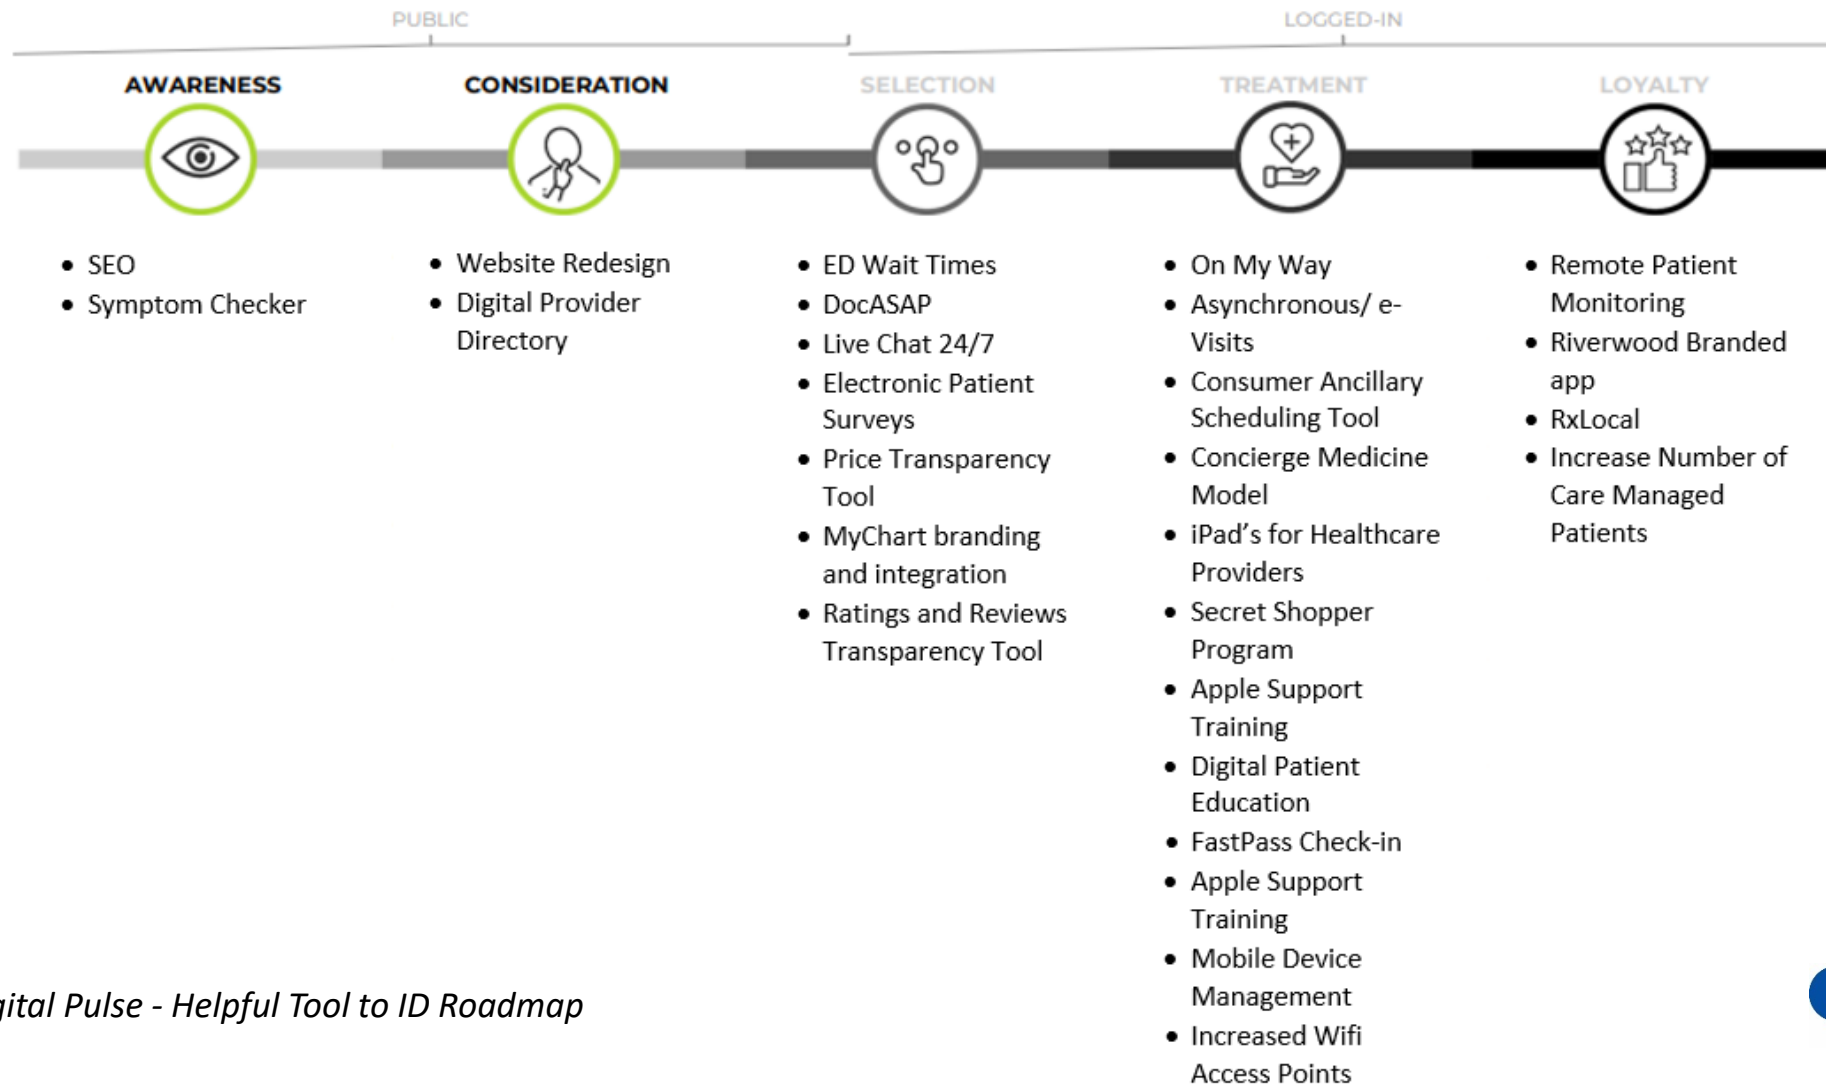 PUBLIC
LOGGED-IN
AWARENESS
CONSIDERATION
SELECTION
TREATMENT
LOYALTY
• SEO
• Symptom Checker
• Website Redesign
• Digital Provider
Directory
• ED Wait Times
• DocASAP
• Live Chat 24/7
• Electronic Patient
Surveys
• Price Transparency
Tool
• MyChart branding
and integration
• Ratings and Reviews
Transparency Tool
• On My Way
• Asynchronous/ e-
Visits
• Consumer Ancillary
Scheduling Tool
• Concierge Medicine
Model
• iPad's for Healthcare
Providers
• Secret Shopper
Program
• Apple Support
Training
• Digital Patient
Education
• FastPass Check-in
• Apple Support
Training
• Mobile Device
Management
• Increased Wifi
Access Points
• Remote Patient
Monitoring
• Riverwood Branded
app
• RxLocal
• Increase Number of
Care Managed
Patients
gital Pulse - Helpful Tool to ID Roadmap